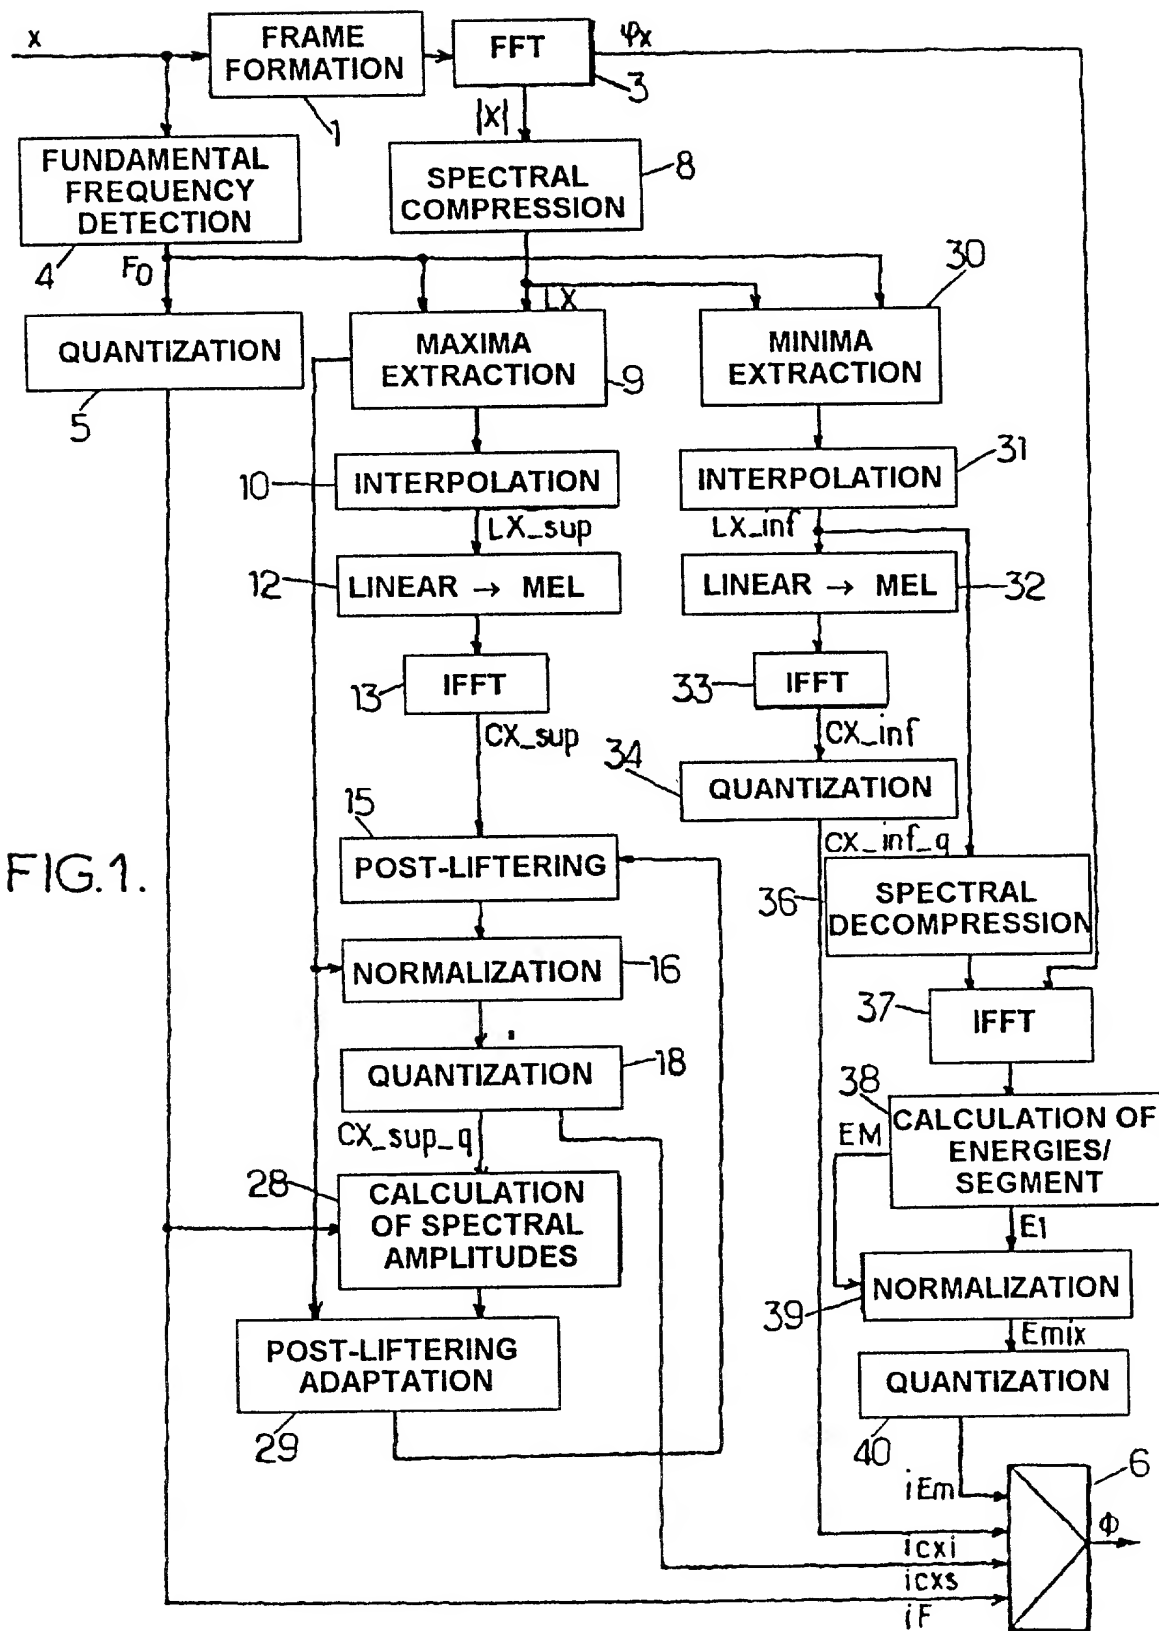 x
FRAME
FORMATION
1
FFT
3
φx
|X|
FUNDAMENTAL
FREQUENCY
DETECTION
4
F0
SPECTRAL
COMPRESSION
8
LX
30
QUANTIZATION
5
MAXIMA
EXTRACTION
9
MINIMA
EXTRACTION
10
INTERPOLATION
LX_sup
INTERPOLATION
31
LX_inf
12
LINEAR → MEL
LINEAR → MEL
32
13
IFFT
CX_sup
33
IFFT
CX_inf
34
QUANTIZATION
CX_inf_q
15
POST-LIFTERING
FIG.1.
36
SPECTRAL
DECOMPRESSION
NORMALIZATION
16
37
IFFT
QUANTIZATION
18
CX_sup_q
38
EM
CALCULATION OF
ENERGIES/
SEGMENT
E1
28
CALCULATION
OF SPECTRAL
AMPLITUDES
NORMALIZATION
39
Emix
POST-LIFTERING
ADAPTATION
29
QUANTIZATION
40
6
iEm
Φ
icxi
icxs
iF